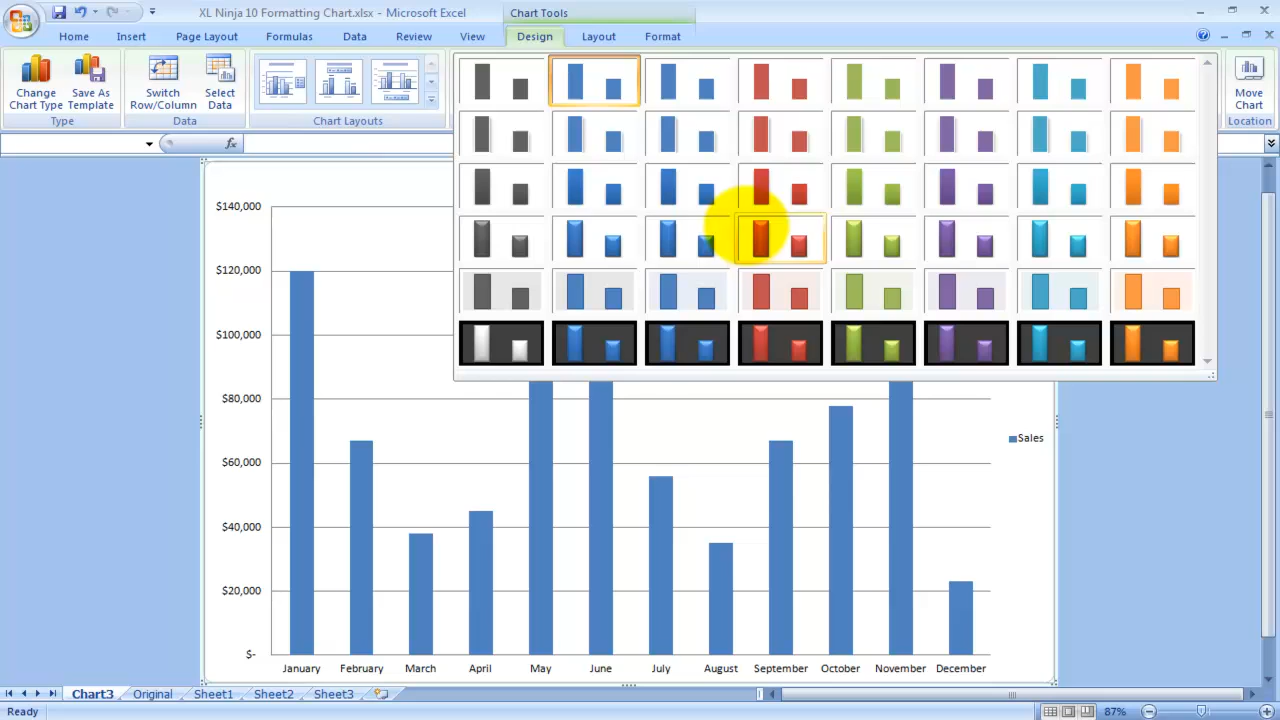 XL Ninja 10 Formatting Chart.xlsx - Microsoft Excel
Chart Tools
Home Insert Page Layout Formulas Data Review View Design Layout Format
Change
Chart Type
Save As
Template
Switch
Row/Column
Select
Data
Move
Chart
Type
Data
Chart Layouts
Location
fx
$140,000
$120,000
$100,000
$80,000
$60,000
$40,000
$20,000
$-
January February March April May June July August September October November December
Sales
Chart3 Original Sheet1 Sheet2 Sheet3
Ready
87%